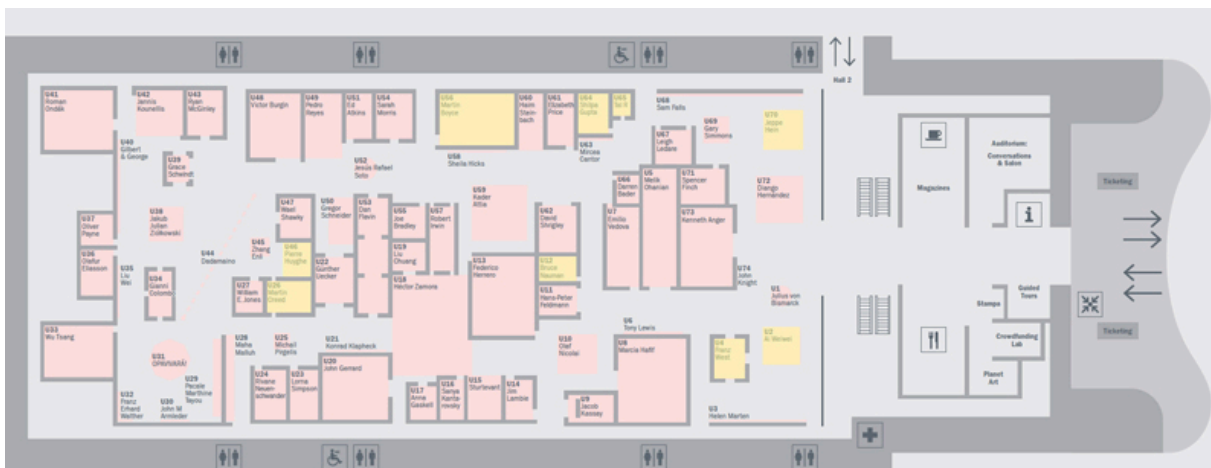 Hall 2
U41
Roman
Ondák
U42
Jannis
Kounellis
U43
Ryan
McGinley
U48
Victor Burgin
U49
Pedro
Reyes
U51
Ed
Atkins
U54
Sarah
Morris
U56
Martin
Boyce
U60
Haim
Stein-
bach
U61
Elizabeth
Price
U64
Shilpa
Gupta
U65
Tai R
U68
Sam Falls
U69
Gary
Simmons
U70
Jeppe
Hein
U40
Gilbert
& George
U39
Grace
Schwindt
U52
Jesús Rafael
Soto
U58
Sheila Hicks
U63
Mircea
Cantor
U67
Leigh
Ledare
U66
Darren
Bader
U5
Melik
Ohanian
U71
Spencer
Finch
U72
Diango
Hernández
U37
Oliver
Payne
U38
Jakub
Julian
Ziolkowski
U47
Wael
Shawky
U50
Gregor
Schneider
U53
Dan
Flavin
U55
Joe
Bradley
U57
Robert
Irwin
U59
Kader
Attia
U62
David
Shrigley
U7
Emilio
Vedova
U73
Kenneth Anger
U36
Olafur
Eliasson
U35
Liu
Wei
U34
Gianni
Colombo
U44
Dadamaino
U45
Zhang
Enli
U46
Pierre
Huyghe
U22
Günther
Uecker
U19
Liu
Chuang
U18
Héctor Zamora
U13
Federico
Herrero
U12
Bruce
Nauman
U11
Hans-Peter
Feldmann
U74
John
Knight
U1
Julius von
Bismarck
U27
William
E. Jones
U26
Martin
Creed
U33
Wu Tsang
U31
OPAVIVARÁ!
U28
Maha
Malluh
U25
Michail
Pirgelis
U21
Konrad Klapheck
U20
John Gerrard
U10
Olaf
Nicolai
U6
Tony Lewis
U8
Marcia Hafif
U4
Franz
West
U2
Ai Weiwei
U32
Franz
Erhard
Walther
U30
John M
Armleder
U29
Pascale
Marthine
Tayou
U24
Rivane
Neuen-
schwander
U23
Lorna
Simpson
U17
Anna
Gaskell
U16
Sanya
Kanta-
rovsky
U15
Sturtevant
U14
Jim
Lambie
U9
Jacob
Kassay
U3
Helen Marten
Magazines
Auditorium:
Conversations
& Salon
Guided
Tours
Stamps
Crowdfunding
Lab
Planet
Art
Ticketing
Ticketing